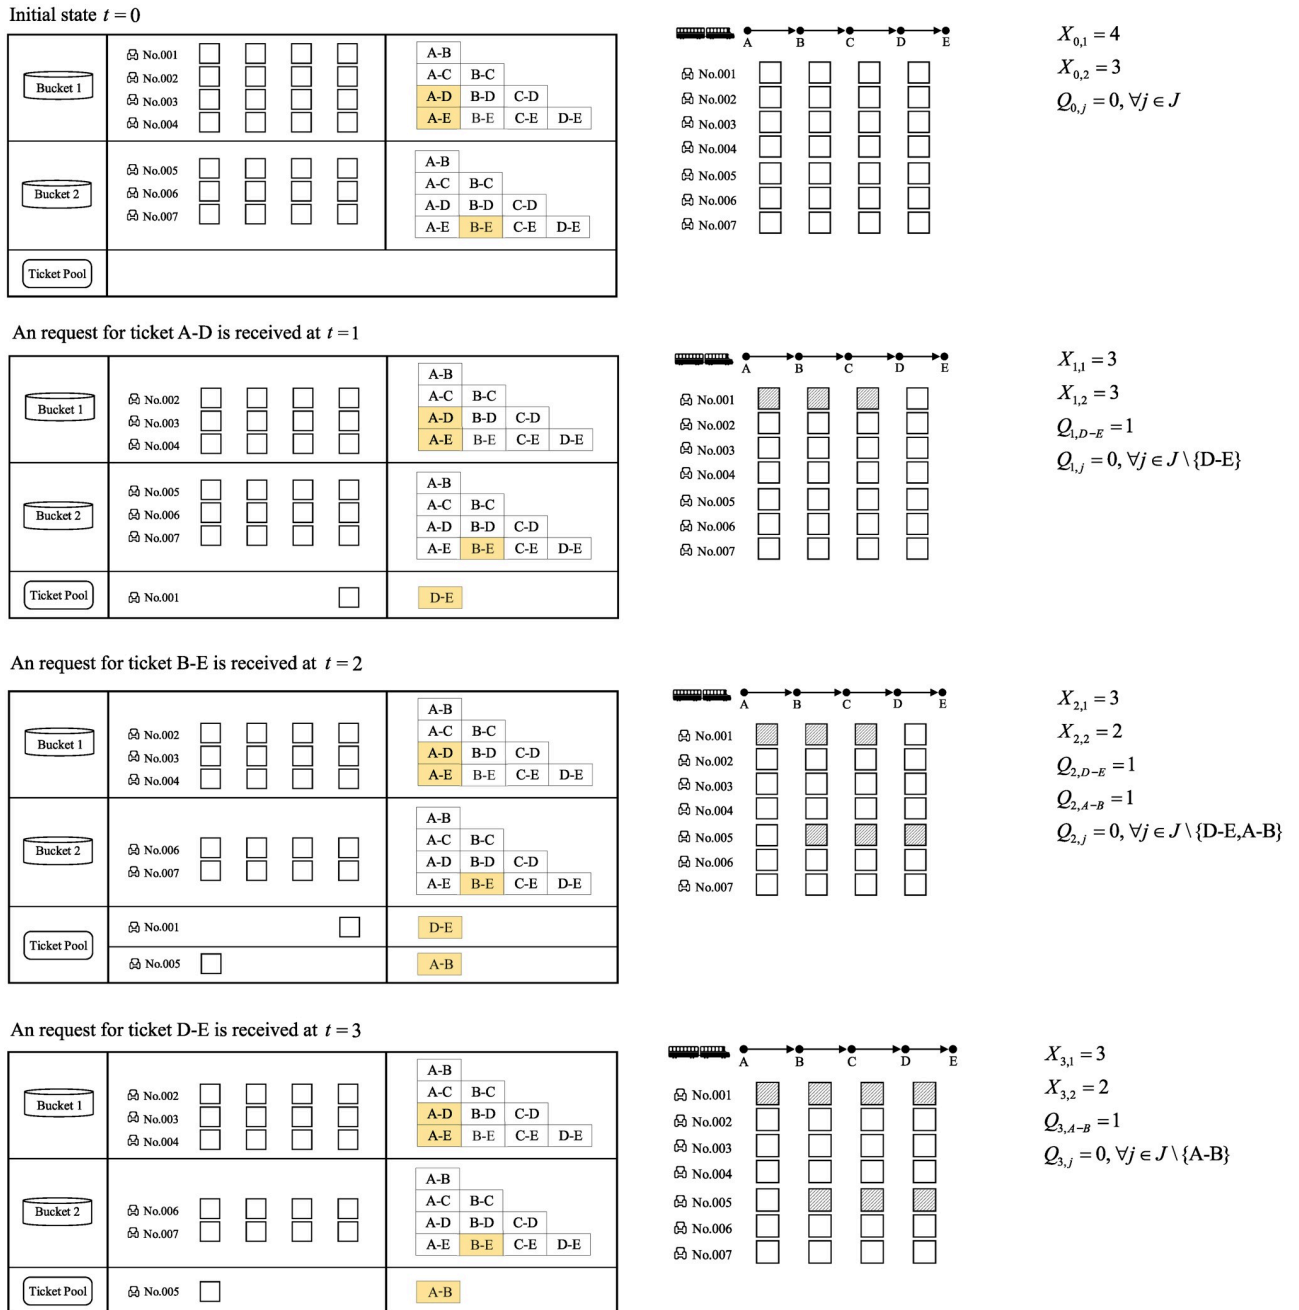 Initial state t = 0
Bucket 1
No.001
No.002
No.003
No.004
A-B
A-C B-C
A-D B-D C-D
A-E B-E C-E D-E
Bucket 2
No.005
No.006
No.007
A-B
A-C B-C
A-D B-D C-D
A-E B-E C-E D-E
Ticket Pool
A B C D E
No.001
No.002
No.003
No.004
No.005
No.006
No.007
X0,1 = 4
X0,2 = 3
Q0,j = 0, ∀j ∈ J
An request for ticket A-D is received at t = 1
Bucket 1
No.002
No.003
No.004
A-B
A-C B-C
A-D B-D C-D
A-E B-E C-E D-E
Bucket 2
No.005
No.006
No.007
A-B
A-C B-C
A-D B-D C-D
A-E B-E C-E D-E
Ticket Pool
No.001
D-E
A B C D E
No.001
No.002
No.003
No.004
No.005
No.006
No.007
X1,1 = 3
X1,2 = 3
Q1,D−E = 1
Q1,j = 0, ∀j ∈ J \ {D-E}
An request for ticket B-E is received at t = 2
Bucket 1
No.002
No.003
No.004
A-B
A-C B-C
A-D B-D C-D
A-E B-E C-E D-E
Bucket 2
No.006
No.007
A-B
A-C B-C
A-D B-D C-D
A-E B-E C-E D-E
Ticket Pool
No.001
D-E
No.005
A-B
A B C D E
No.001
No.002
No.003
No.004
No.005
No.006
No.007
X2,1 = 3
X2,2 = 2
Q2,D−E = 1
Q2,A−B = 1
Q2,j = 0, ∀j ∈ J \ {D-E,A-B}
An request for ticket D-E is received at t = 3
Bucket 1
No.002
No.003
No.004
A-B
A-C B-C
A-D B-D C-D
A-E B-E C-E D-E
Bucket 2
No.006
No.007
A-B
A-C B-C
A-D B-D C-D
A-E B-E C-E D-E
Ticket Pool
No.005
A-B
A B C D E
No.001
No.002
No.003
No.004
No.005
No.006
No.007
X3,1 = 3
X3,2 = 2
Q3,A−B = 1
Q3,j = 0, ∀j ∈ J \ {A-B}